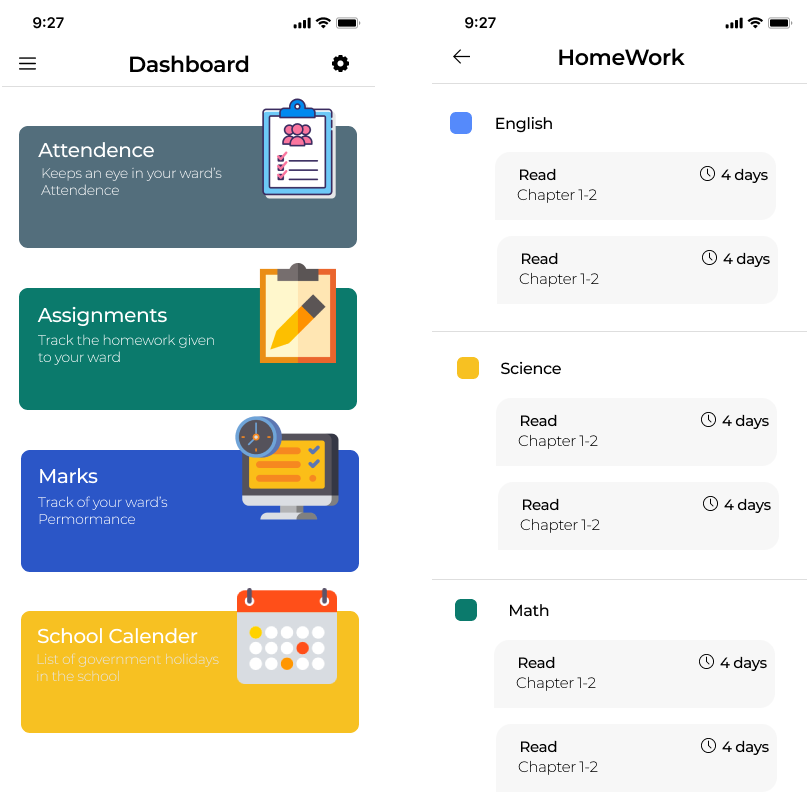 9:27
Dashboard
Attendence
Keeps an eye in your ward's
Attendence
Assignments
Track the homework given
to your ward
Marks
Track of your ward's
Permormance
School Calender
List of government holidays
in the school
9:27
HomeWork
English
Read
4 days
Chapter 1-2
Read
4 days
Chapter 1-2
Science
Read
4 days
Chapter 1-2
Read
4 days
Chapter 1-2
Math
Read
4 days
Chapter 1-2
Read
4 days
Chapter 1-2